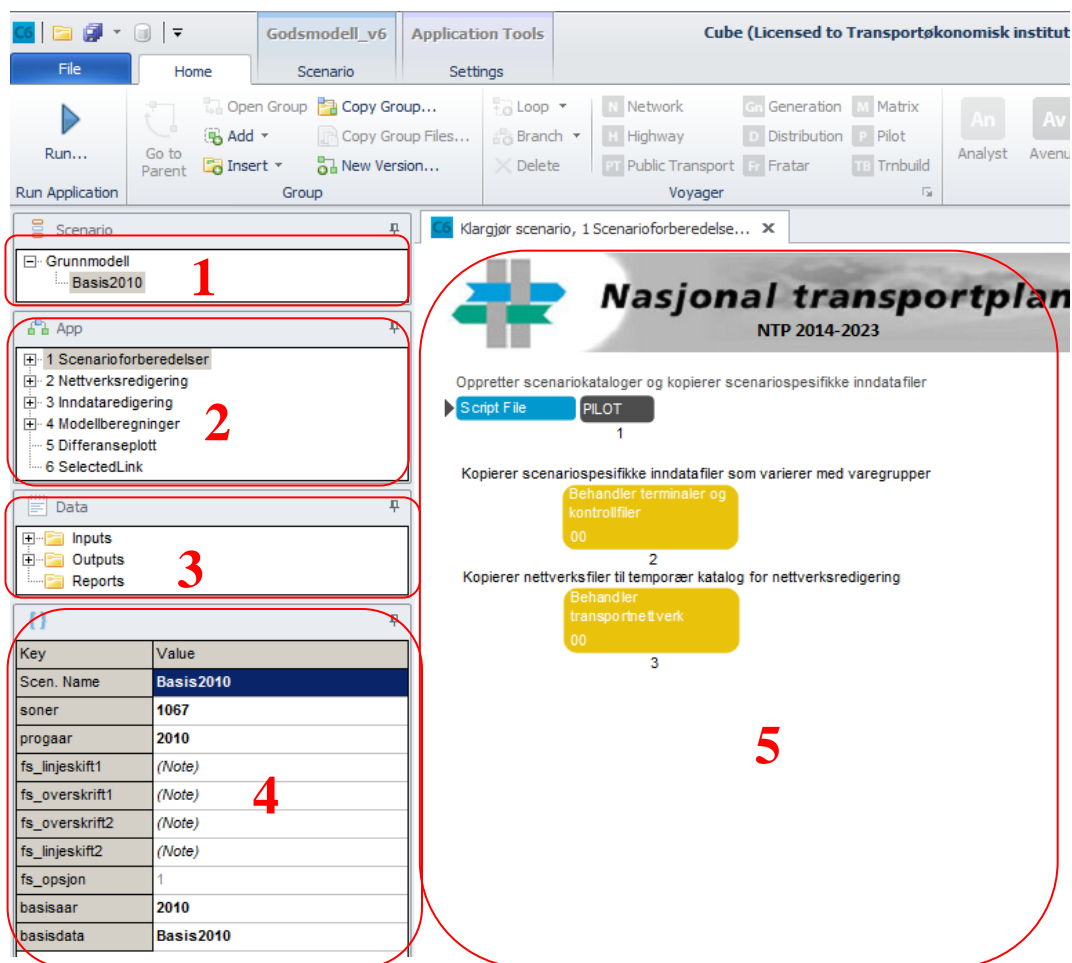 C6
Godsmodell_v6
Application Tools
Cube (Licensed to Transportøkonomisk institut
File
Home
Scenario
Settings
Run...
Go to Parent
Open Group
Add
Insert
Copy Group...
Copy Group Files...
New Version...
Loop
Branch
Delete
N Network
H Highway
PT Public Transport
Gn Generation
D Distribution
Fr Fratar
M Matrix
P Pilot
TB Trnbuild
An
Analyst
Av
Avenu
Run Application
Group
Voyager
Scenario
Grunnmodell
Basis2010
1
App
1 Scenarioforberedelser
2 Nettverksredigering
3 Inndataredigering
4 Modellberegninger
5 Differanseplott
6 SelectedLink
2
Data
Inputs
Outputs
Reports
3
{}
Key Value
Scen. Name Basis2010
soner 1067
progaar 2010
fs_linjeskift1 (Note)
fs_overskrift1 (Note)
fs_overskrift2 (Note)
fs_linjeskift2 (Note)
fs_opsjon 1
basisaar 2010
basisdata Basis2010
4
C6 Klargjør scenario, 1 Scenarioforberedelse...
Nasjonal transportplan
NTP 2014-2023
Oppretter scenariokataloger og kopierer scenariospesifikke inndatafiler
Script File PILOT
1
Kopierer scenariospesifikke inndatafiler som varierer med varegrupper
Behandler terminaler og
kontrollfiler
00
2
Kopierer nettverksfiler til temporær katalog for nettverksredigering
Behandler
transportnettverk
00
3
5